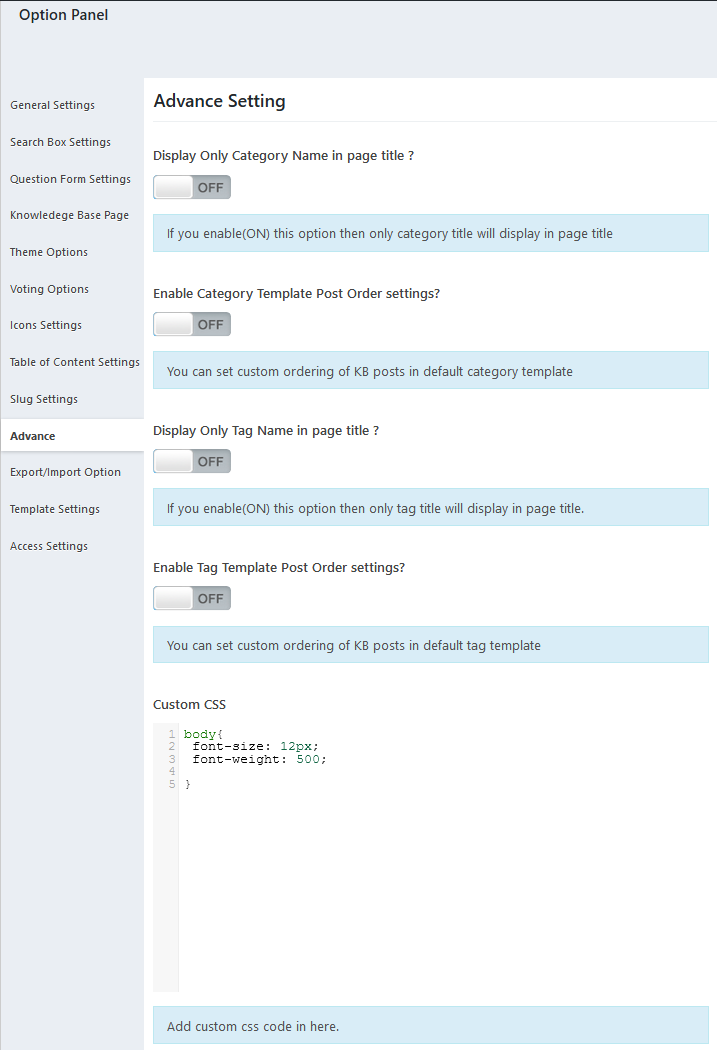 Option Panel
General Settings
Search Box Settings
Question Form Settings
Knowledege Base Page
Theme Options
Voting Options
Icons Settings
Table of Content Settings
Slug Settings
Advance
Export/Import Option
Template Settings
Access Settings
Advance Setting
Display Only Category Name in page title ?
OFF
If you enable(ON) this option then only category title will display in page title
Enable Category Template Post Order settings?
OFF
You can set custom ordering of KB posts in default category template
Display Only Tag Name in page title ?
OFF
If you enable(ON) this option then only tag title will display in page title.
Enable Tag Template Post Order settings?
OFF
You can set custom ordering of KB posts in default tag template
Custom CSS
1 body{
2 font-size: 12px;
3 font-weight: 500;
4
5 }
Add custom css code in here.